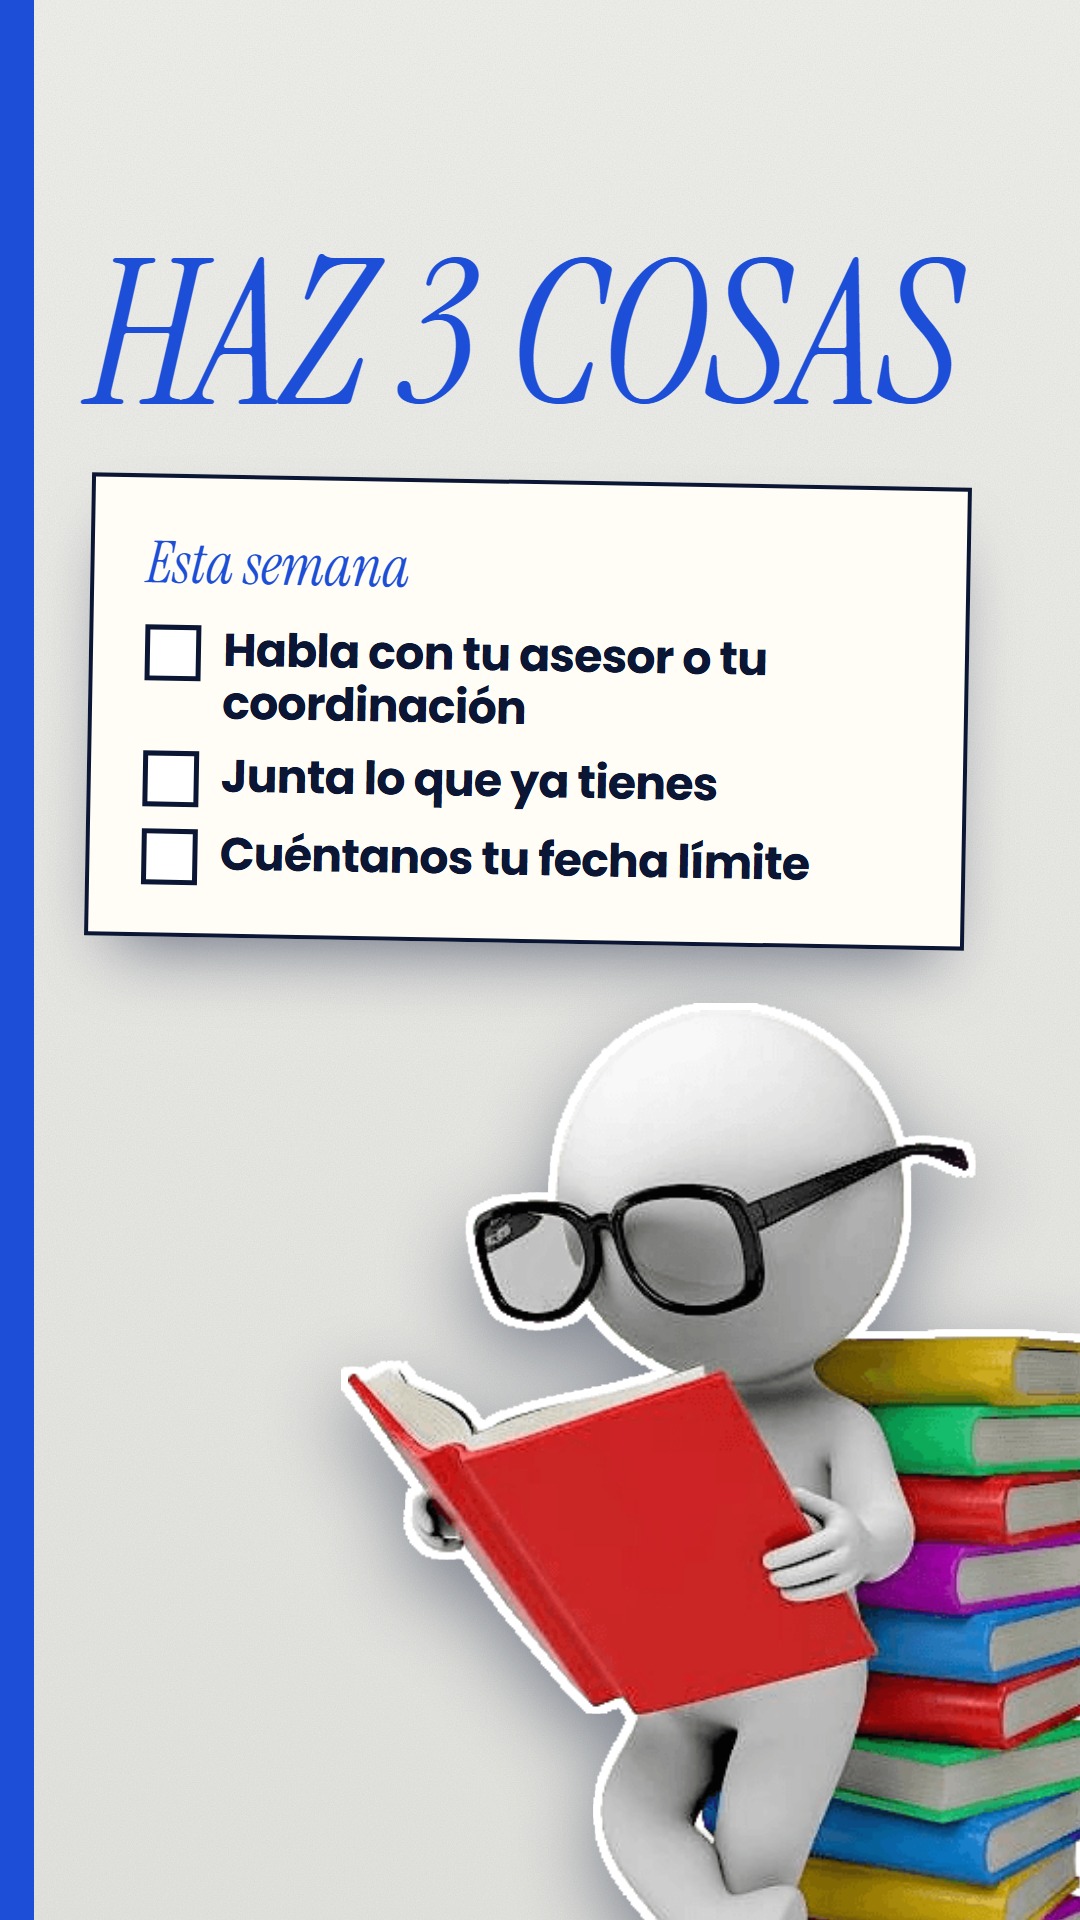 HAZ 3 COSAS
Esta semana
Habla con tu asesor o tu
coordinación
Junta lo que ya tienes
Cuéntanos tu fecha límite